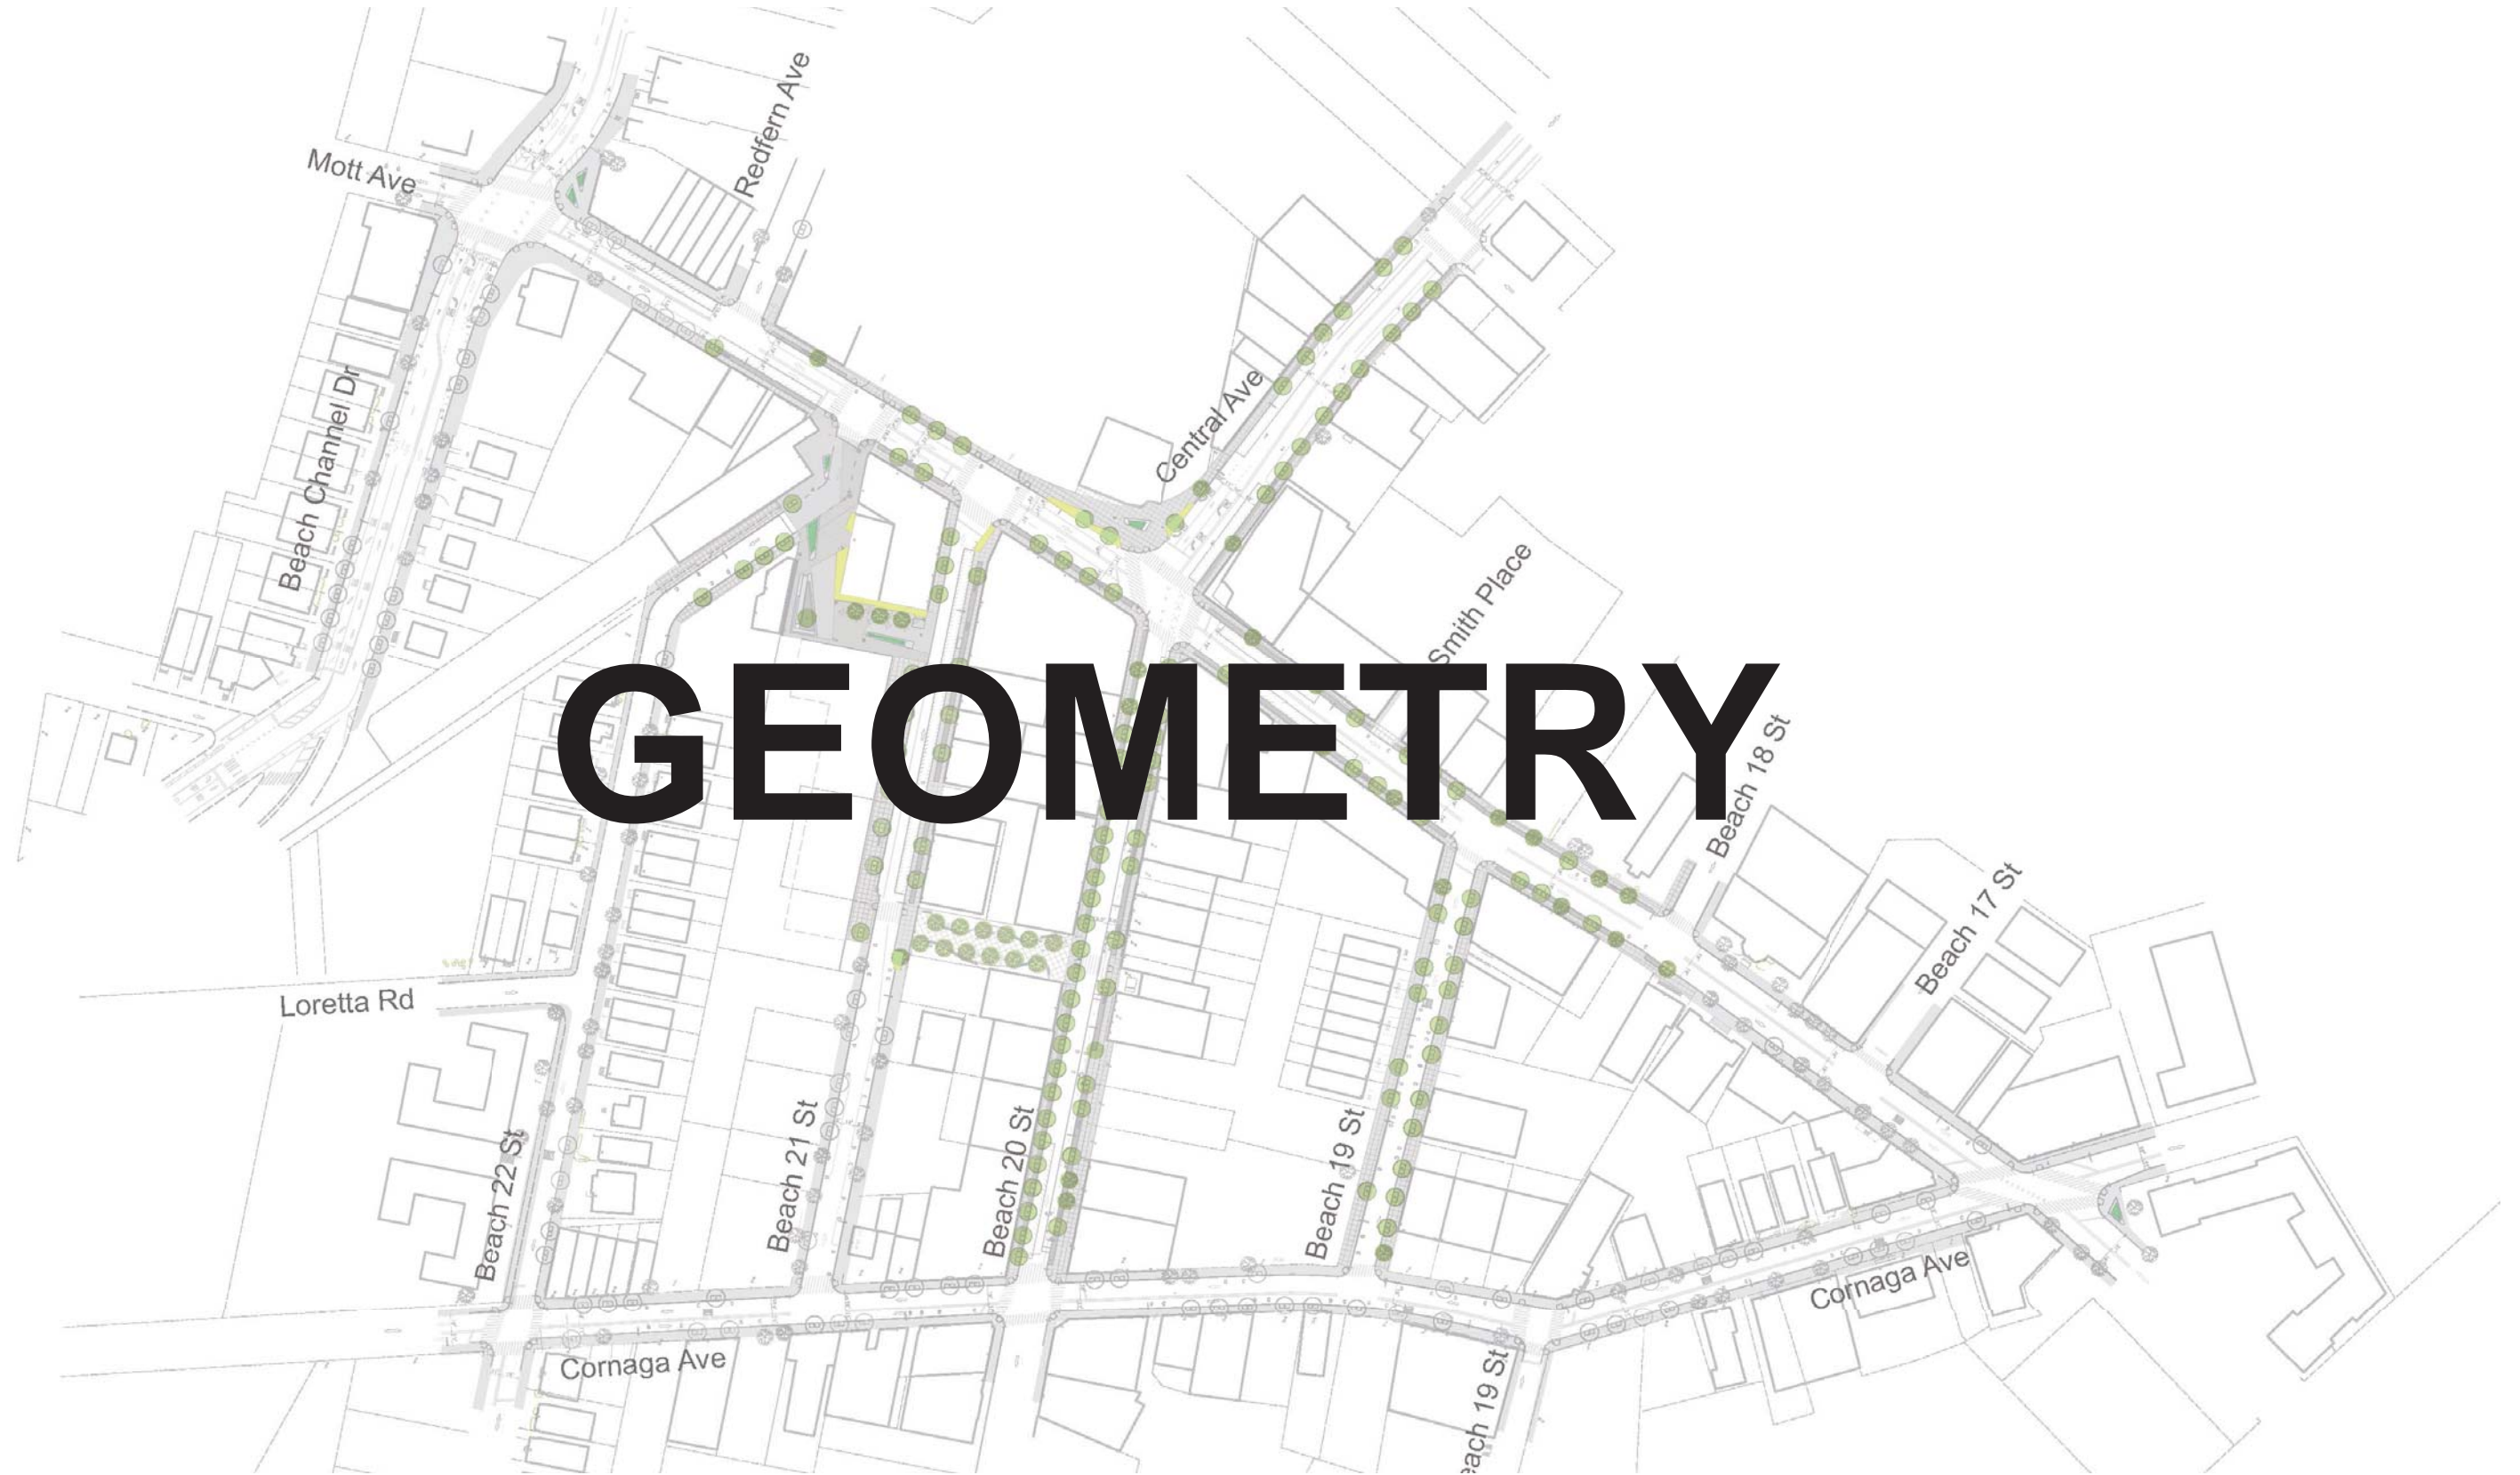 Mott Ave
Redfern Ave
Beach Channel Dr
Central Ave
Smith Place
GEOMETRY
Beach 18 St
Beach 17 St
Loretta Rd
Beach 22 St
Beach 21 St
Beach 20 St
Beach 19 St
Cornaga Ave
Cornaga Ave
each 19 St